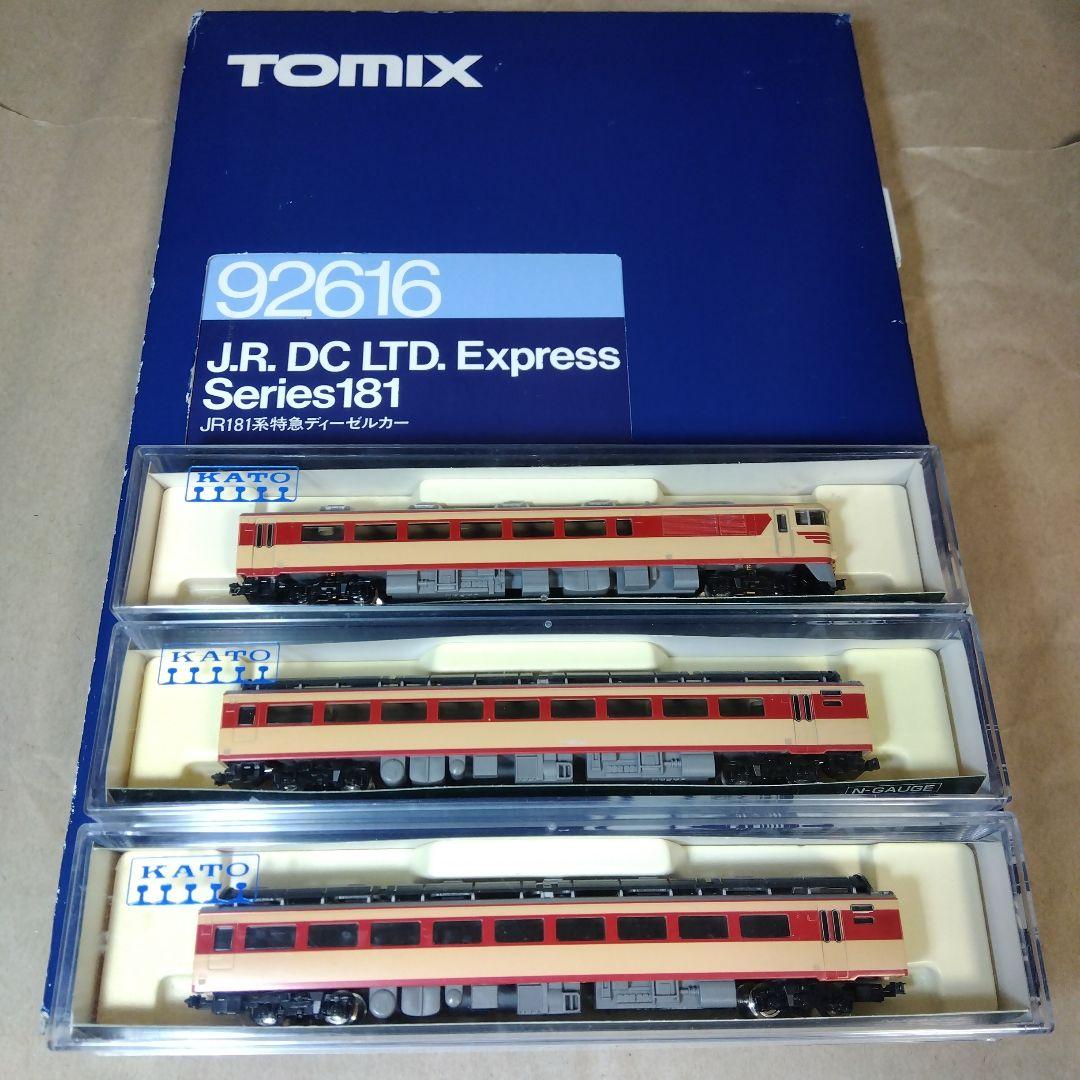 TOMIX
92616
J.R. DC LTD. Express
Series181
JR181系特急ディーゼルカー
KATO
KATO
N-GAUGE
KATO